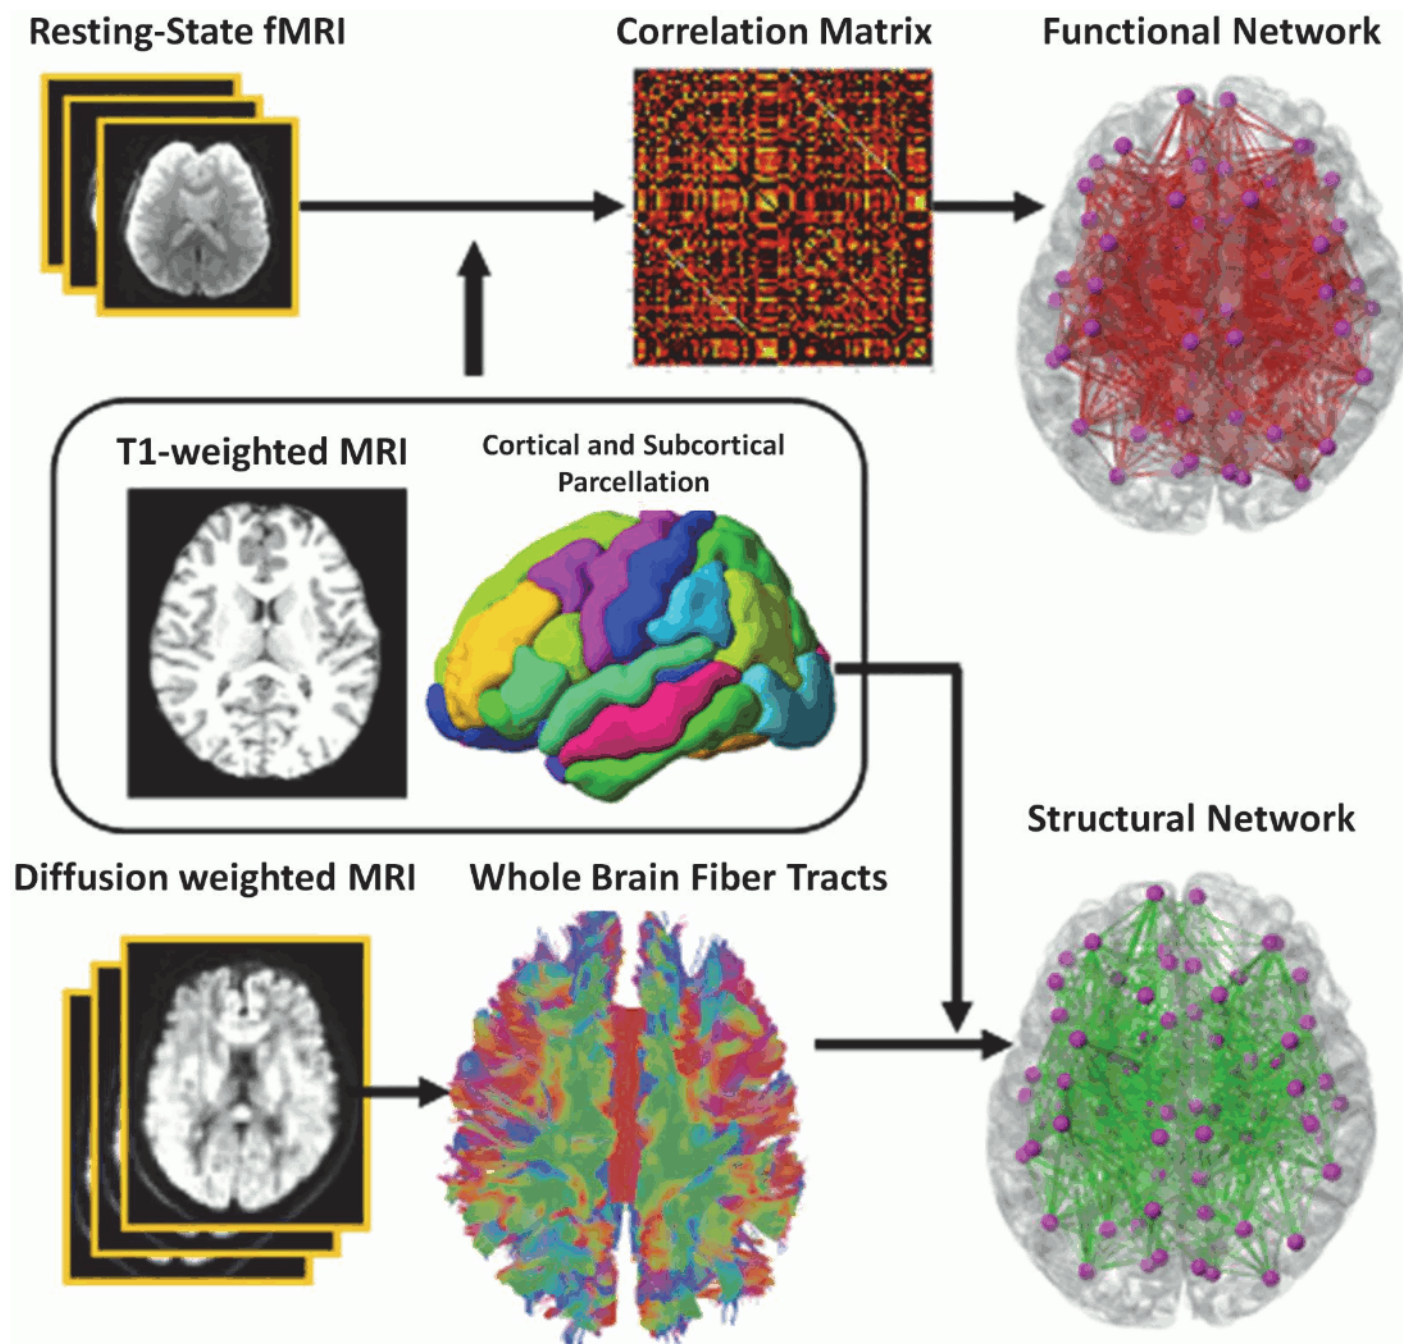 Resting-State fMRI
Correlation Matrix
Functional Network
T1-weighted MRI
Cortical and Subcortical
Parcellation
Structural Network
Diffusion weighted MRI
Whole Brain Fiber Tracts